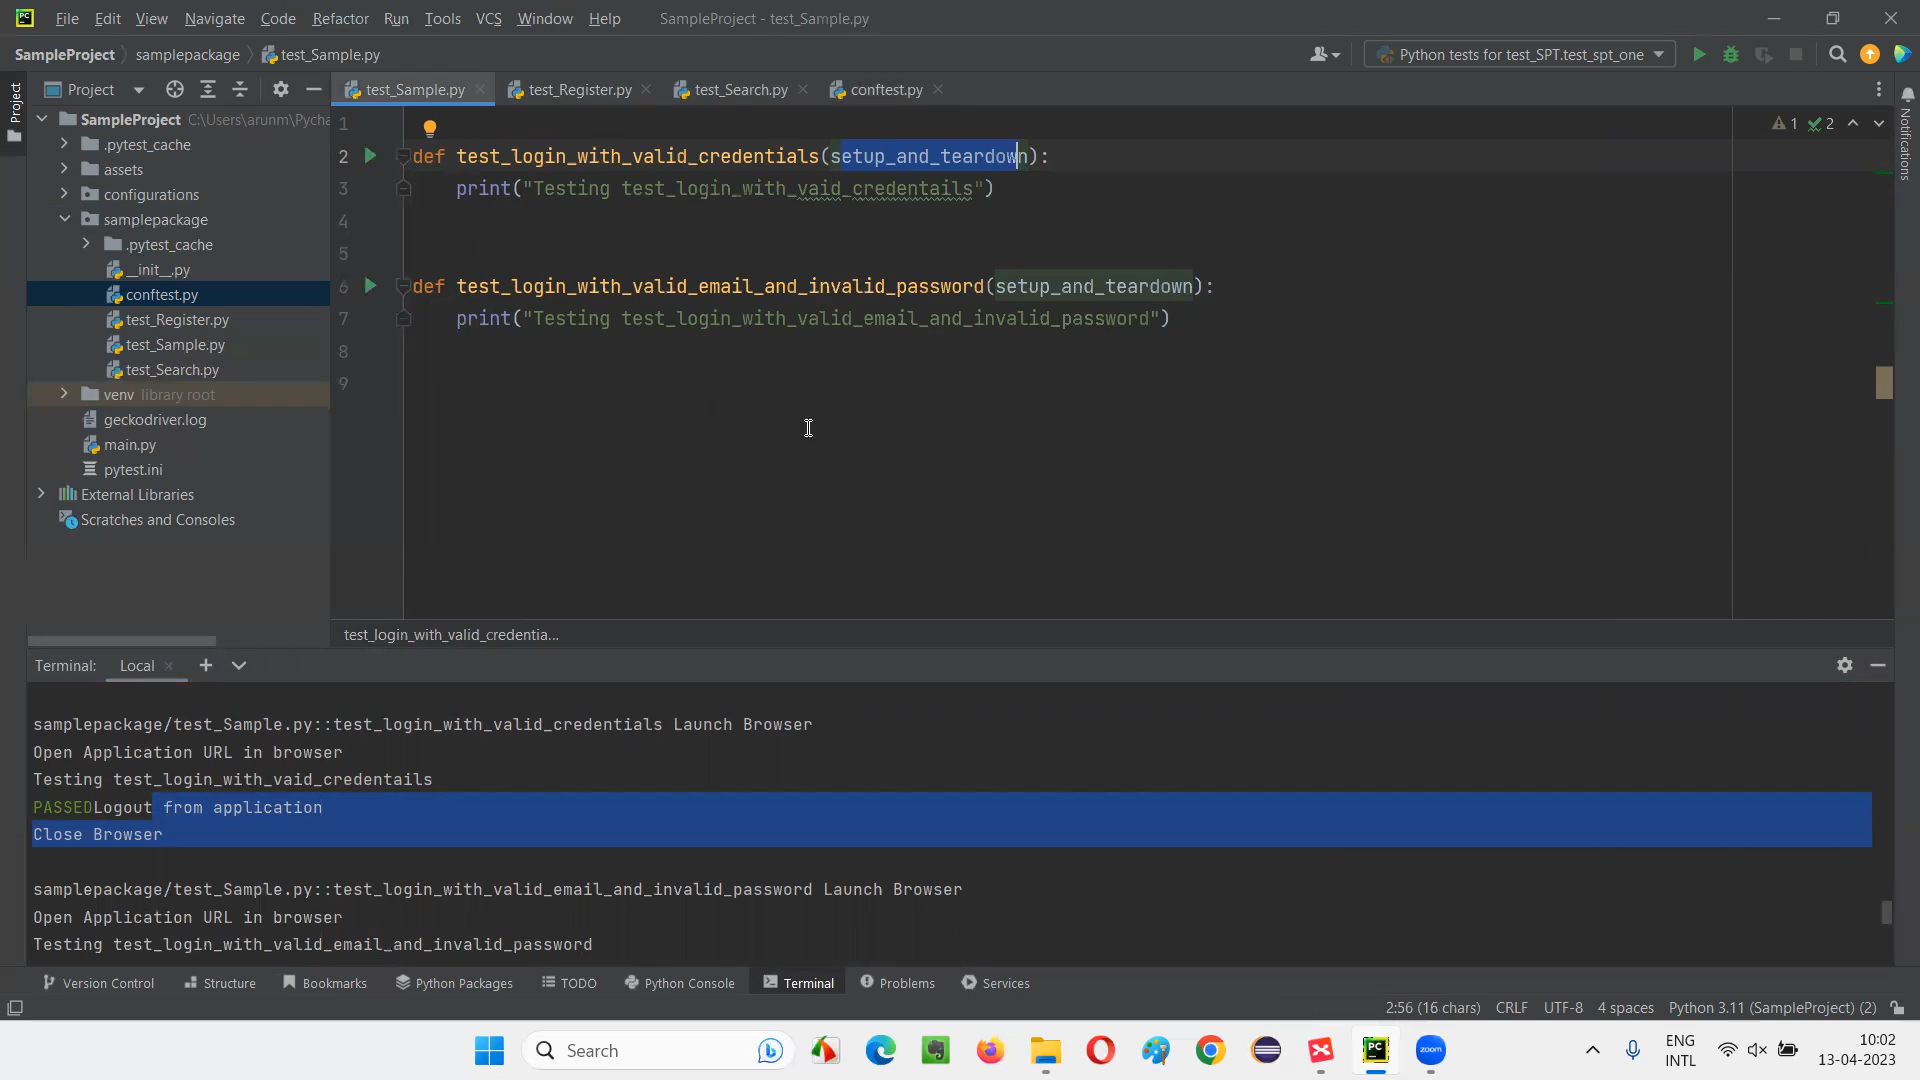 PC File Edit View Navigate Code Refactor Run Tools VCS Window Help SampleProject - test_Sample.py
SampleProject samplepackage test_Sample.py Python tests for test_SPT.test_spt_one
Project
Project
test_Sample.py test_Register.py test_Search.py conftest.py
Notifications
SampleProject C:\Users\arunm\Pycha
.pytest_cache
assets
configurations
samplepackage
.pytest_cache
__init__.py
conftest.py
test_Register.py
test_Sample.py
test_Search.py
venv library root
geckodriver.log
main.py
pytest.ini
External Libraries
Scratches and Consoles
1 1 2
2 def test_login_with_valid_credentials(setup_and_teardown):
3 print("Testing test_login_with_vaid_credentails")
4
5
6 def test_login_with_valid_email_and_invalid_password(setup_and_teardown):
7 print("Testing test_login_with_valid_email_and_invalid_password")
8
9
test_login_with_valid_credentia...
Terminal: Local
samplepackage/test_Sample.py::test_login_with_valid_credentials Launch Browser
Open Application URL in browser
Testing test_login_with_vaid_credentails
PASSEDLogout from application
Close Browser
samplepackage/test_Sample.py::test_login_with_valid_email_and_invalid_password Launch Browser
Open Application URL in browser
Testing test_login_with_valid_email_and_invalid_password
Version Control Structure Bookmarks Python Packages TODO Python Console Terminal Problems Services
2:56 (16 chars) CRLF UTF-8 4 spaces Python 3.11 (SampleProject) (2)
Search PC zoom
ENG
INTL
10:02
13-04-2023